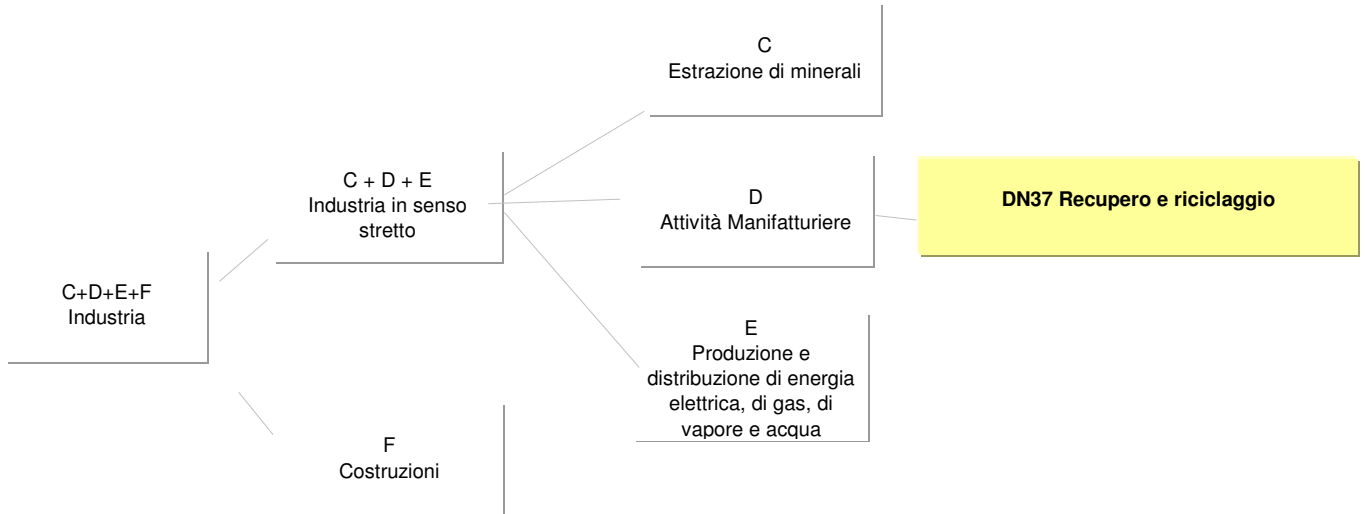 C+D+E+F
Industria
C + D + E
Industria in senso
stretto
F
Costruzioni
C
Estrazione di minerali
D
Attività Manifatturiere
E
Produzione e
distribuzione di energia
elettrica, di gas, di
vapore e acqua
DN37 Recupero e riciclaggio